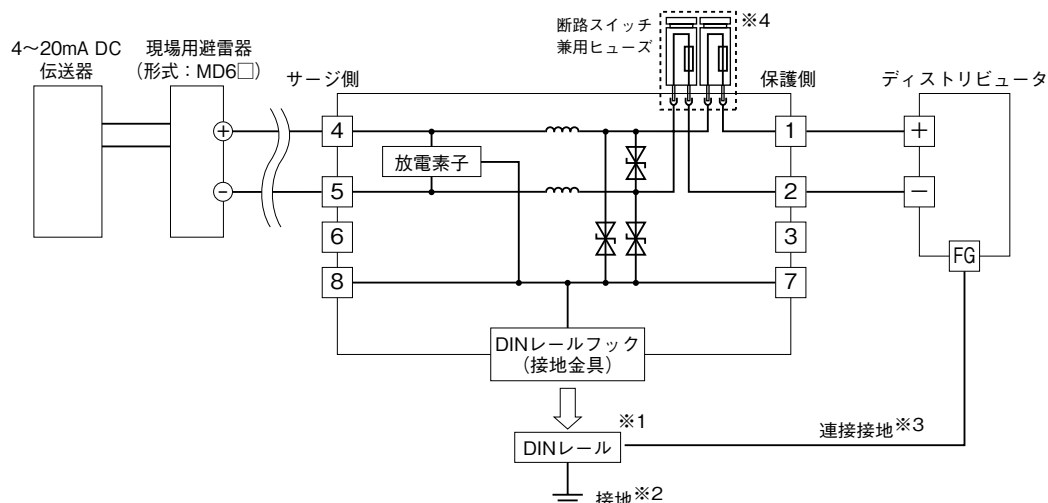 断路スイッチ
兼用ヒューズ
※4
4～20mA DC
伝送器
現場用避雷器
（形式：MD6□）
サージ側
保護側
ディストリビュータ
+
−
4
5
6
8
放電素子
1
2
3
7
+
−
FG
DINレールフック
（接地金具）
※1
DINレール
連接接地※3
接地※2